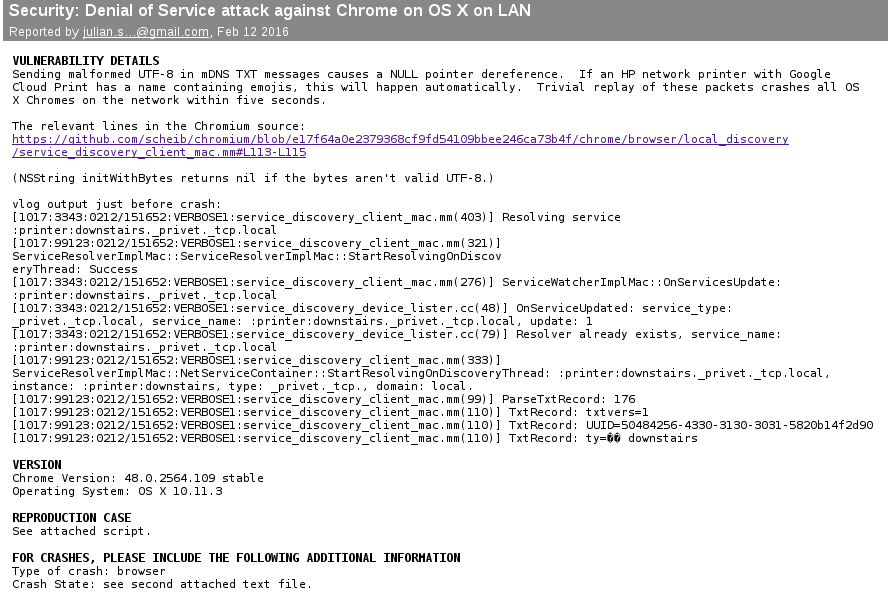 Security: Denial of Service attack against Chrome on OS X on LAN
Reported by julian.s...@gmail.com, Feb 12 2016
VULNERABILITY DETAILS
Sending malformed UTF-8 in mDNS TXT messages causes a NULL pointer dereference.  If an HP network printer with Google
Cloud Print has a name containing emojis, this will happen automatically.  Trivial replay of these packets crashes all OS
X Chromes on the network within five seconds.
The relevant lines in the Chromium source:
https://github.com/scheib/chromium/blob/e17f64a0e2379368cf9fd54109bbee246ca73b4f/chrome/browser/local_discovery
/service_discovery_client_mac.mm#L113-L115
(NSString initWithBytes returns nil if the bytes aren't valid UTF-8.)
vlog output just before crash:
[1017:3343:0212/151652:VERBOSE1:service_discovery_client_mac.mm(403)] Resolving service
:printer:downstairs._privet._tcp.local
[1017:99123:0212/151652:VERBOSE1:service_discovery_client_mac.mm(321)]
ServiceResolverImplMac::ServiceResolverImplMac::StartResolvingOnDiscov
eryThread: Success
[1017:3343:0212/151652:VERBOSE1:service_discovery_client_mac.mm(276)] ServiceWatcherImplMac::OnServicesUpdate:
:printer:downstairs._privet._tcp.local
[1017:3343:0212/151652:VERBOSE1:service_discovery_device_lister.cc(48)] OnServiceUpdated: service_type:
_privet._tcp.local, service_name: :printer:downstairs._privet._tcp.local, update: 1
[1017:3343:0212/151652:VERBOSE1:service_discovery_device_lister.cc(79)] Resolver already exists, service_name:
:printer:downstairs._privet._tcp.local
[1017:99123:0212/151652:VERBOSE1:service_discovery_client_mac.mm(333)]
ServiceResolverImplMac::NetServiceContainer::StartResolvingOnDiscoveryThread: :printer:downstairs._privet._tcp.local,
instance: :printer:downstairs, type: _privet._tcp., domain: local.
[1017:99123:0212/151652:VERBOSE1:service_discovery_client_mac.mm(99)] ParseTxtRecord: 176
[1017:99123:0212/151652:VERBOSE1:service_discovery_client_mac.mm(110)] TxtRecord: txtvers=1
[1017:99123:0212/151652:VERBOSE1:service_discovery_client_mac.mm(110)] TxtRecord: UUID=50484256-4330-3130-3031-5820b14f2d90
[1017:99123:0212/151652:VERBOSE1:service_discovery_client_mac.mm(110)] TxtRecord: ty=�� downstairs
VERSION
Chrome Version: 48.0.2564.109 stable
Operating System: OS X 10.11.3
REPRODUCTION CASE
See attached script.
FOR CRASHES, PLEASE INCLUDE THE FOLLOWING ADDITIONAL INFORMATION
Type of crash: browser
Crash State: see second attached text file.